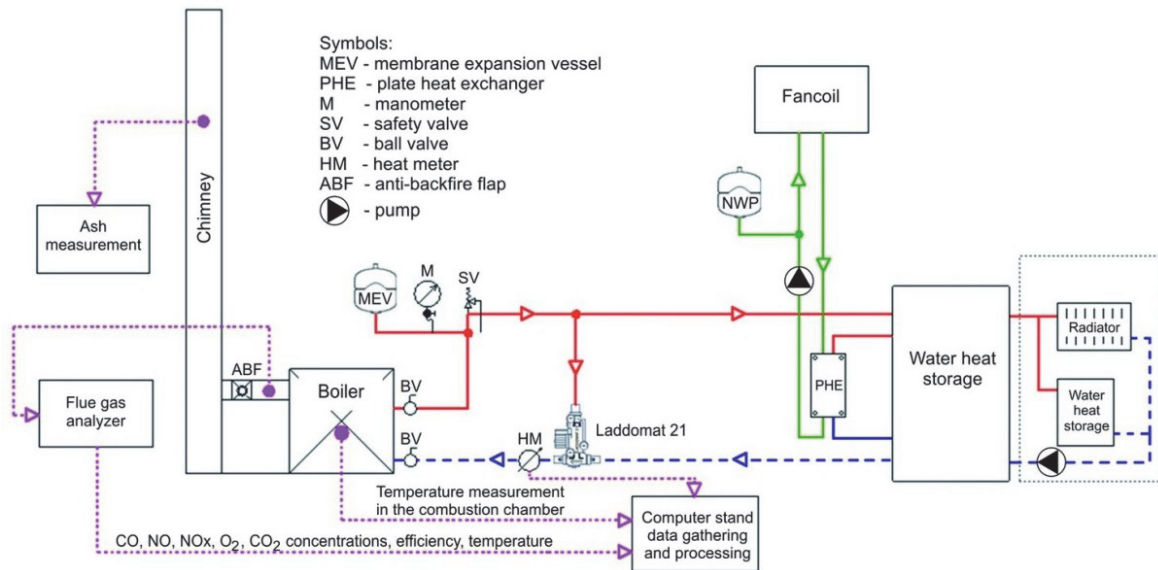 Symbols:
MEV - membrane expansion vessel
PHE - plate heat exchanger
M - manometer
SV - safety valve
BV - ball valve
HM - heat meter
ABF - anti-backfire flap
- pump
Chimney
Ash
measurement
Fancoil
NWP
MEV
M
SV
ABF
Boiler
BV
BV
Flue gas
analyzer
HM
Laddomat 21
PHE
Water heat
storage
Radiator
Water
heat
storage
Temperature measurement
in the combustion chamber
Computer stand
data gathering
and processing
CO, NO, NOx, O₂, CO₂ concentrations, efficiency, temperature